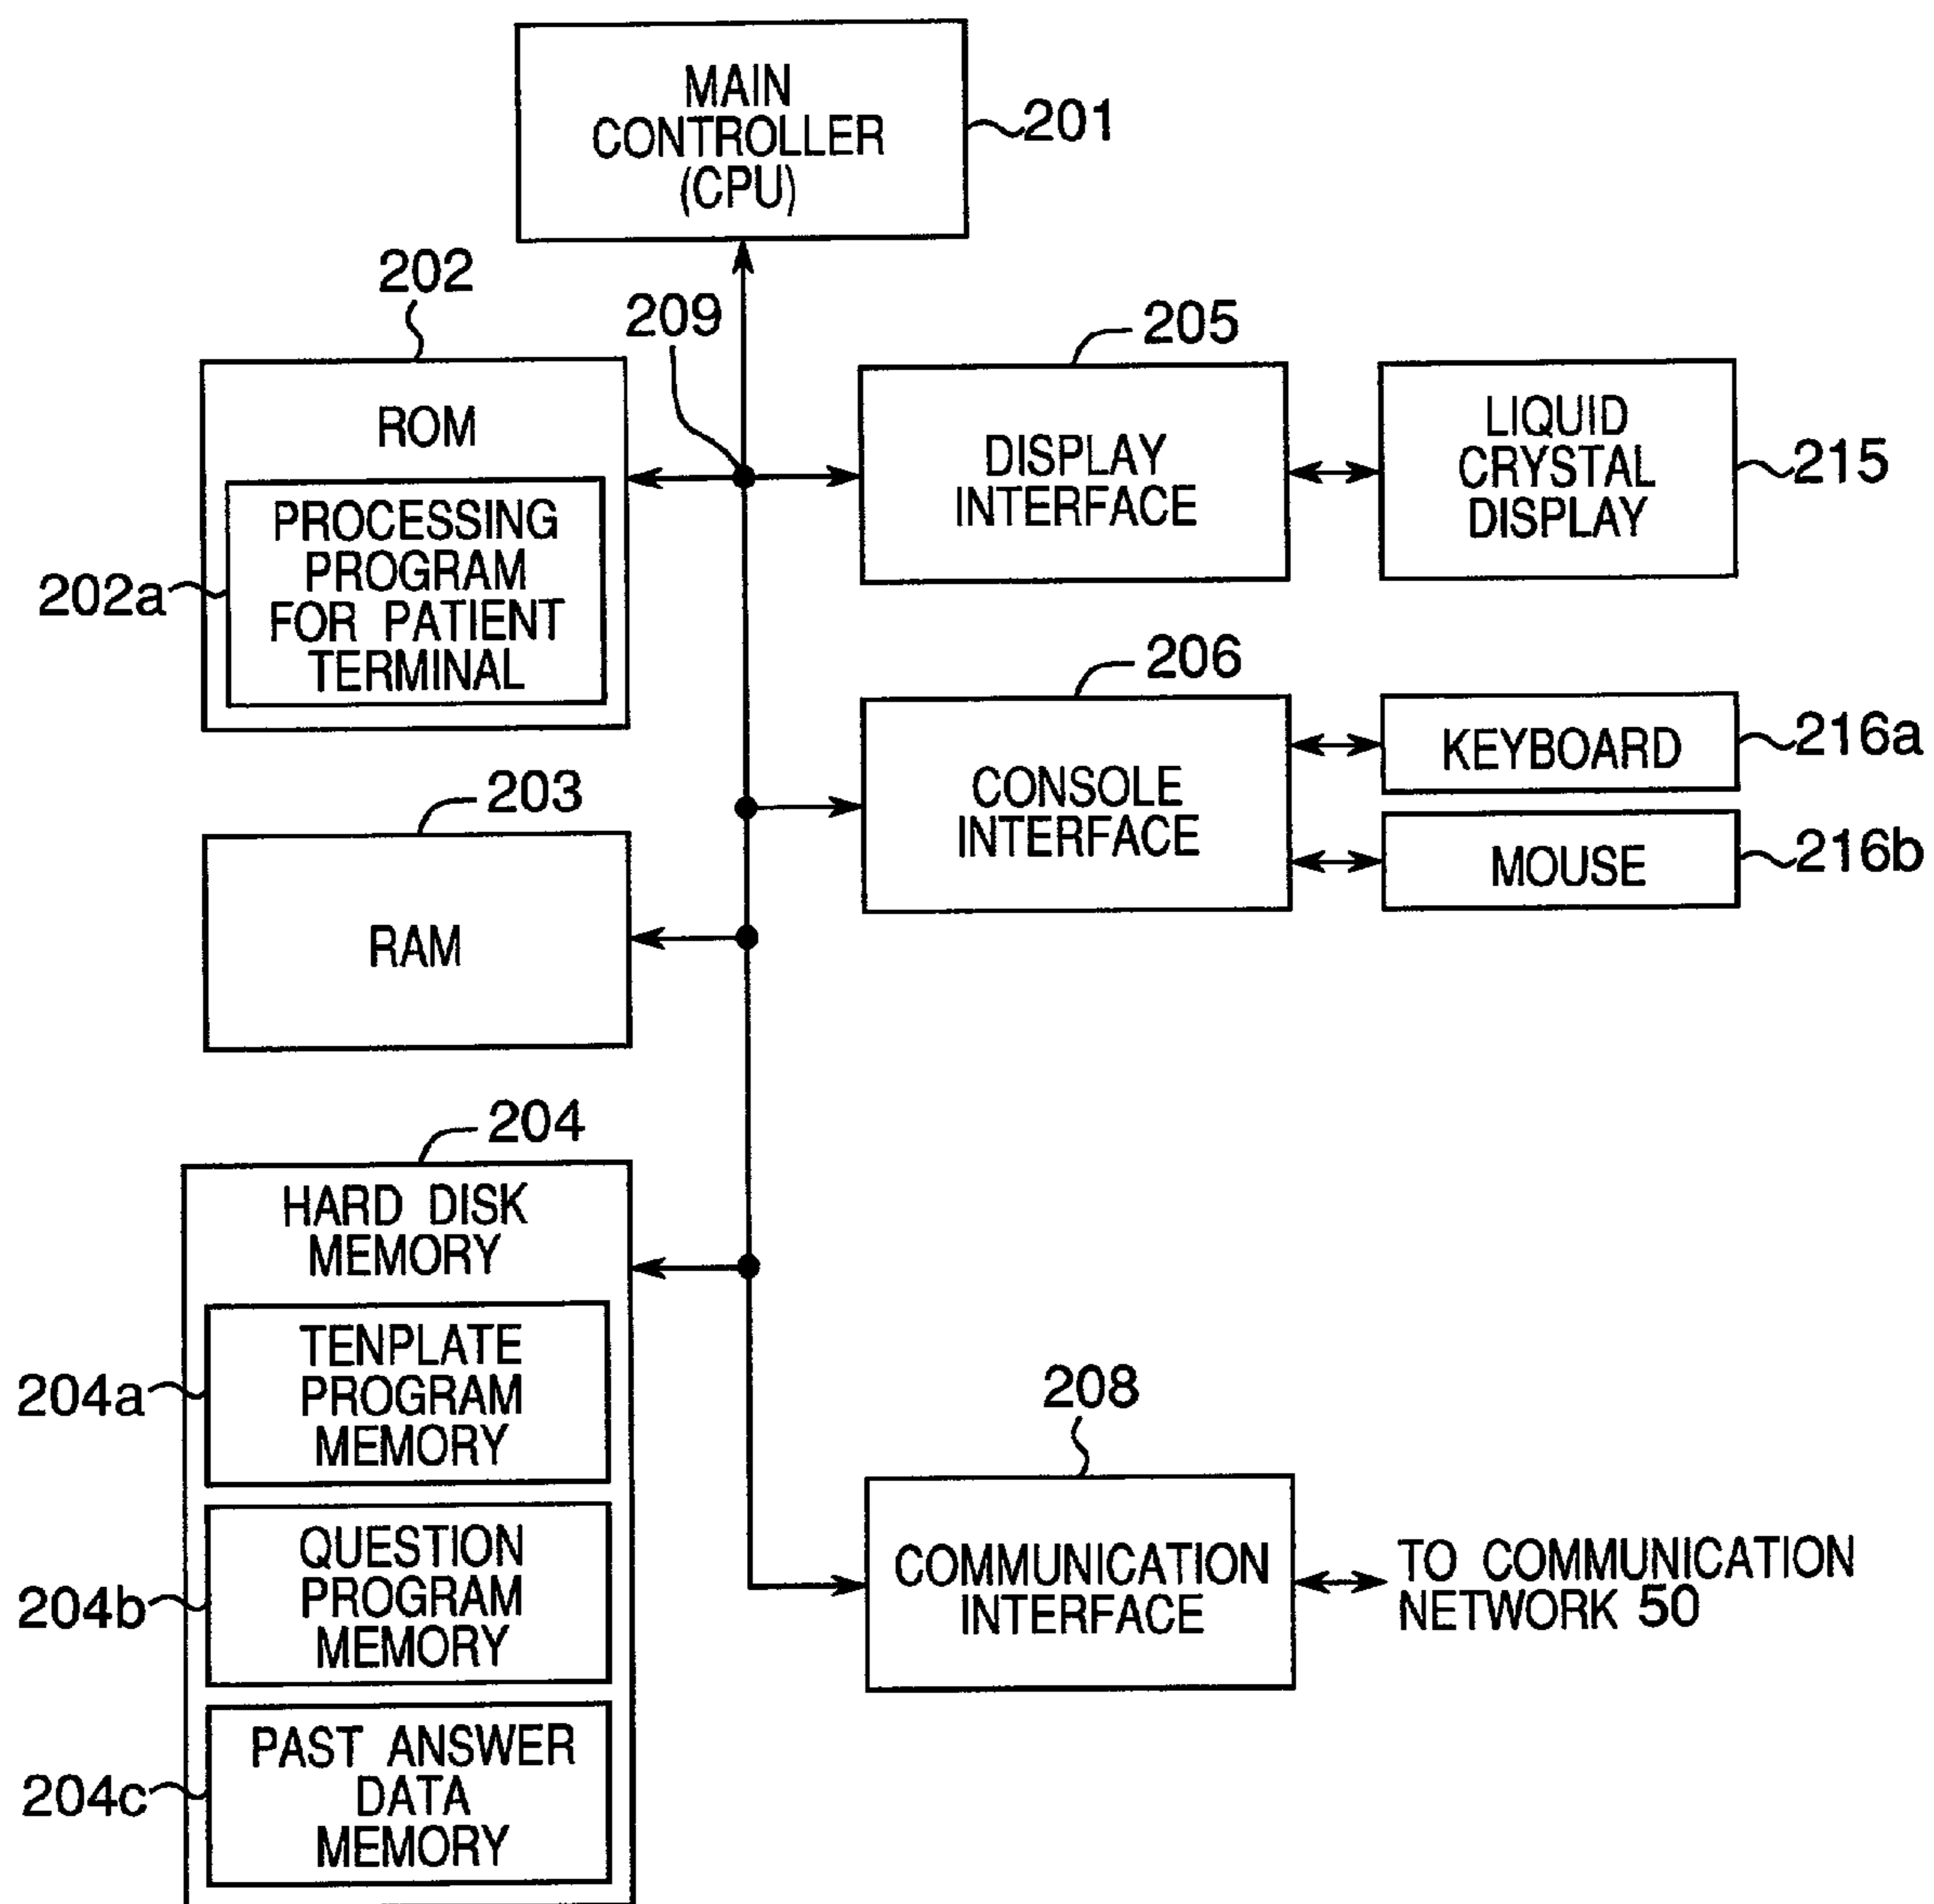 MAIN
CONTROLLER
(CPU)
201
202
209
205
ROM
PROCESSING
PROGRAM
FOR PATIENT
TERMINAL
202a
DISPLAY
INTERFACE
LIQUID
CRYSTAL
DISPLAY
215
206
203
CONSOLE
INTERFACE
KEYBOARD
216a
MOUSE
216b
RAM
204
HARD DISK
MEMORY
TENPLATE
PROGRAM
MEMORY
204a
QUESTION
PROGRAM
MEMORY
204b
PAST ANSWER
DATA
MEMORY
204c
208
COMMUNICATION
INTERFACE
TO COMMUNICATION
NETWORK 50